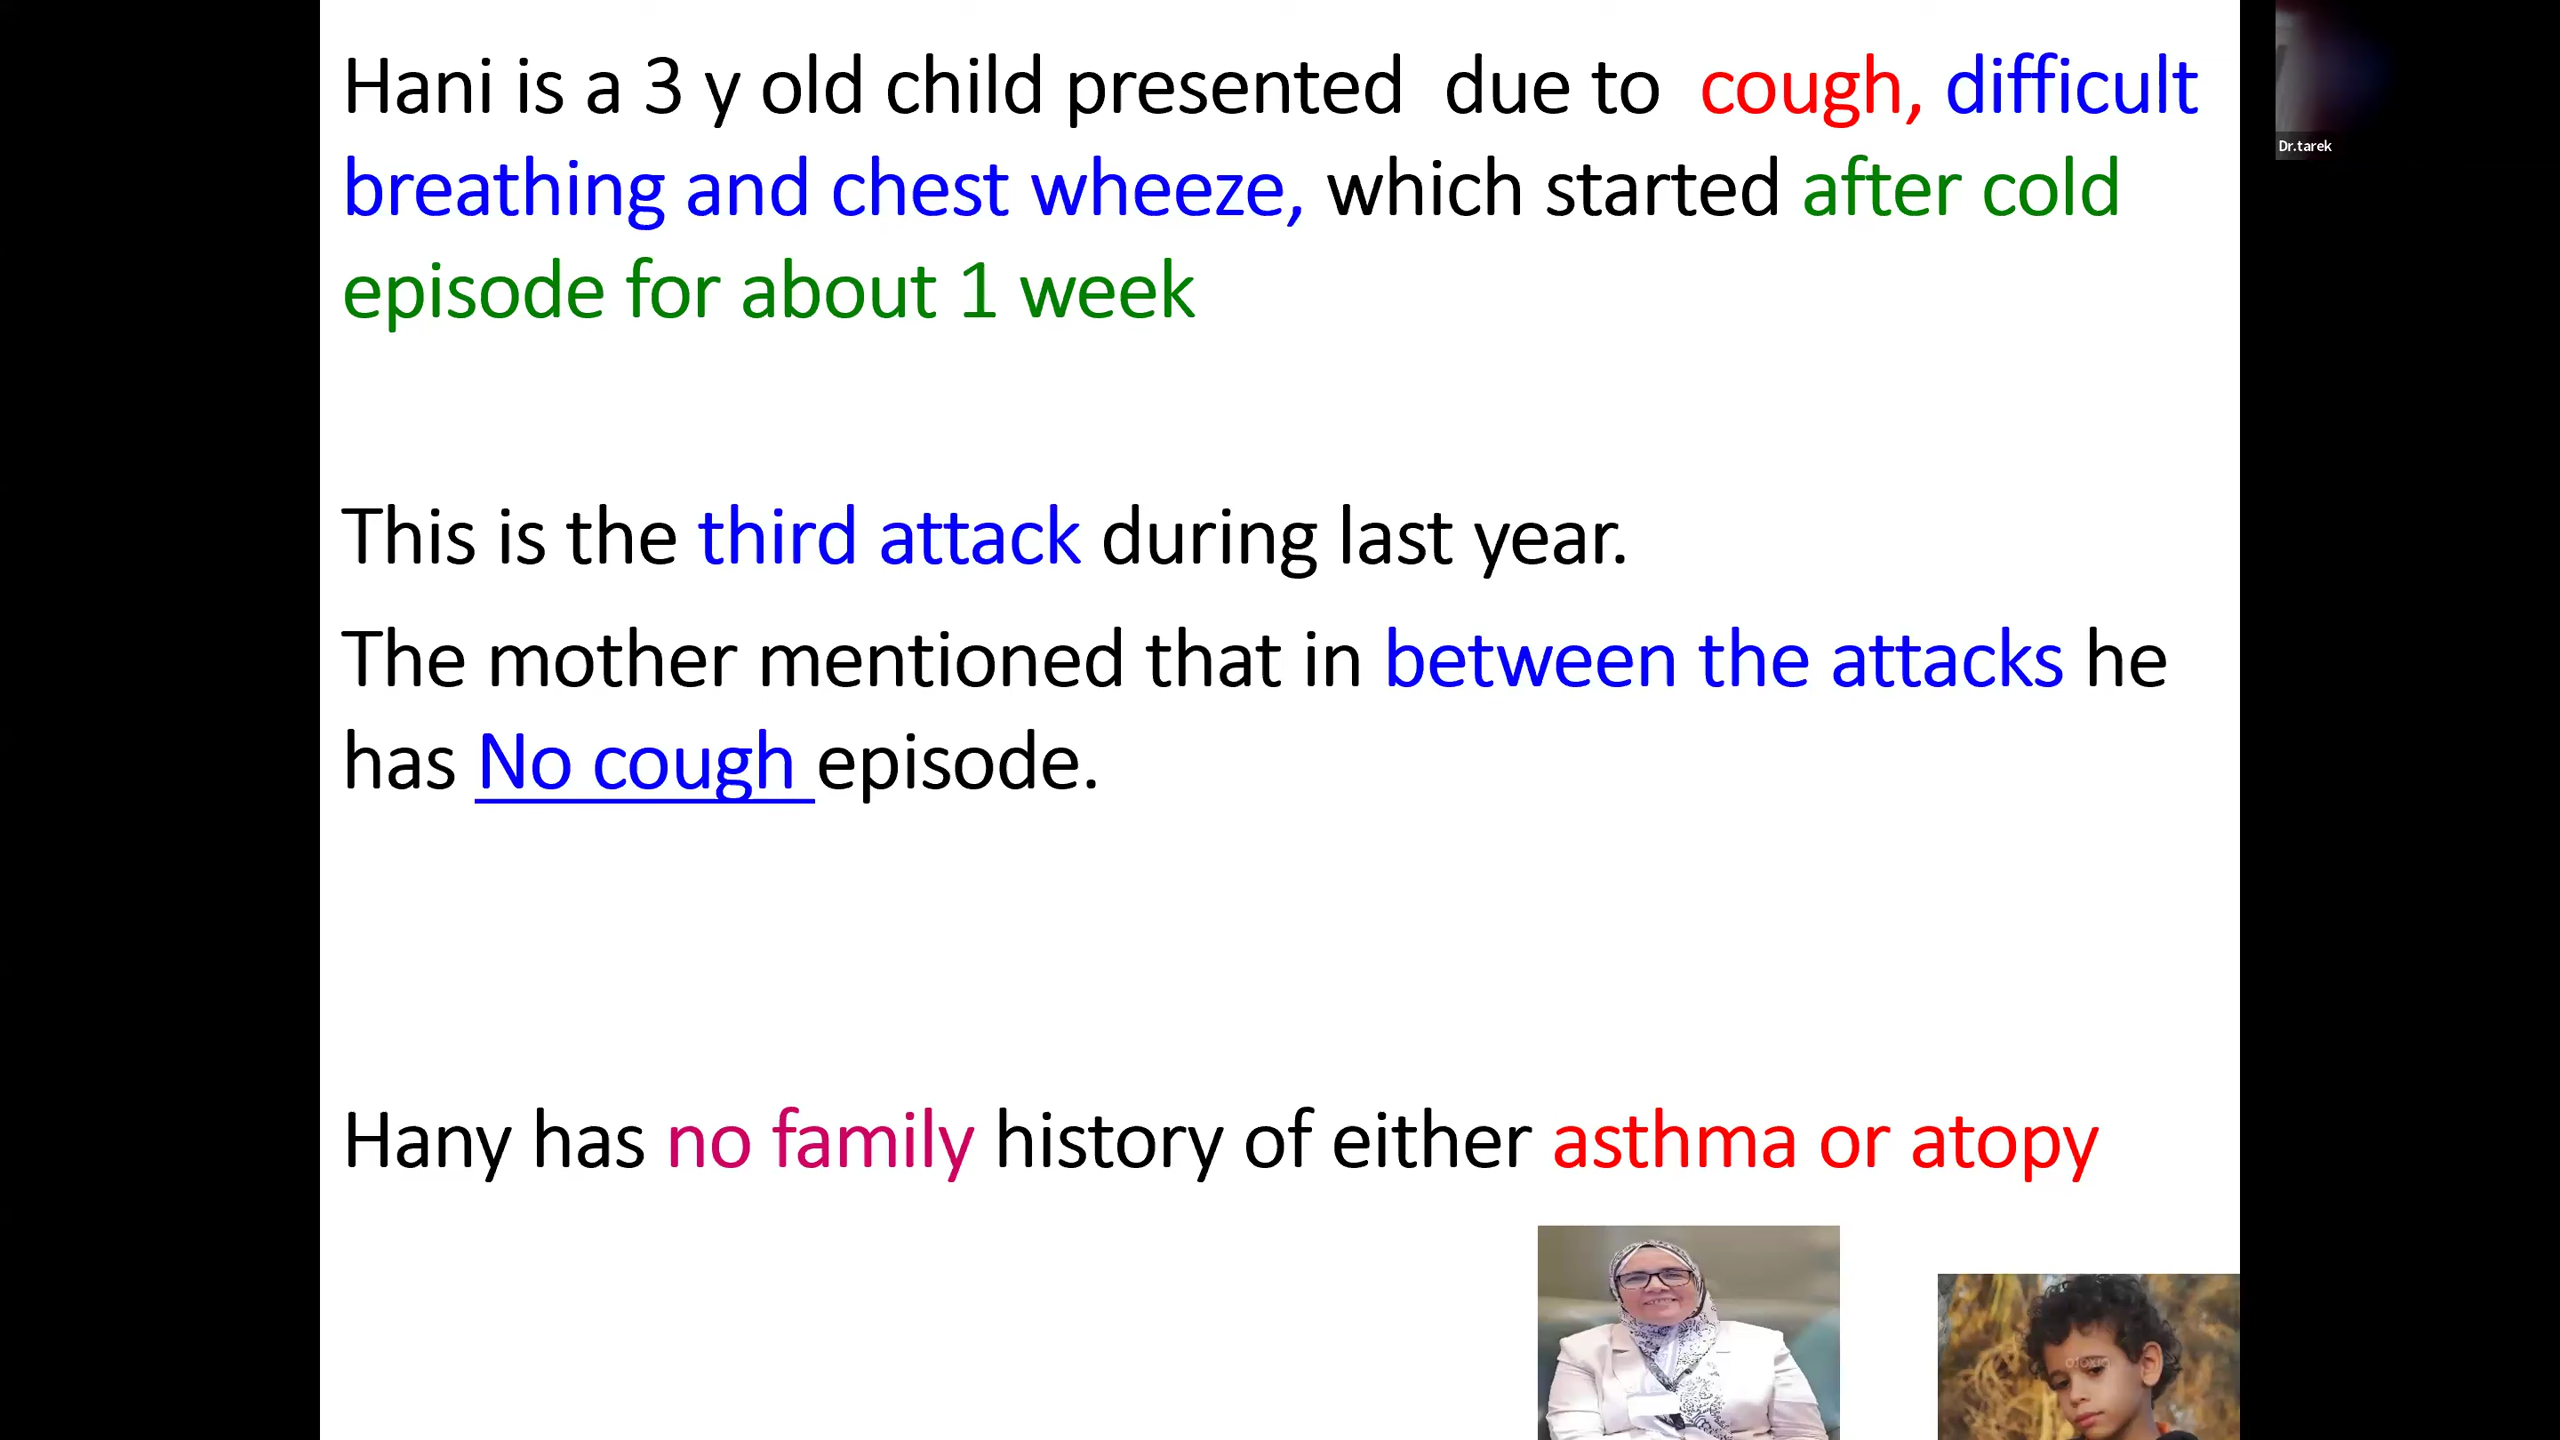 Hani is a 3 y old child presented due to cough, difficult
breathing and chest wheeze, which started after cold
episode for about 1 week
This is the third attack during last year.
The mother mentioned that in between the attacks he
has No cough episode.
Hany has no family history of either asthma or atopy
Dr.tarek